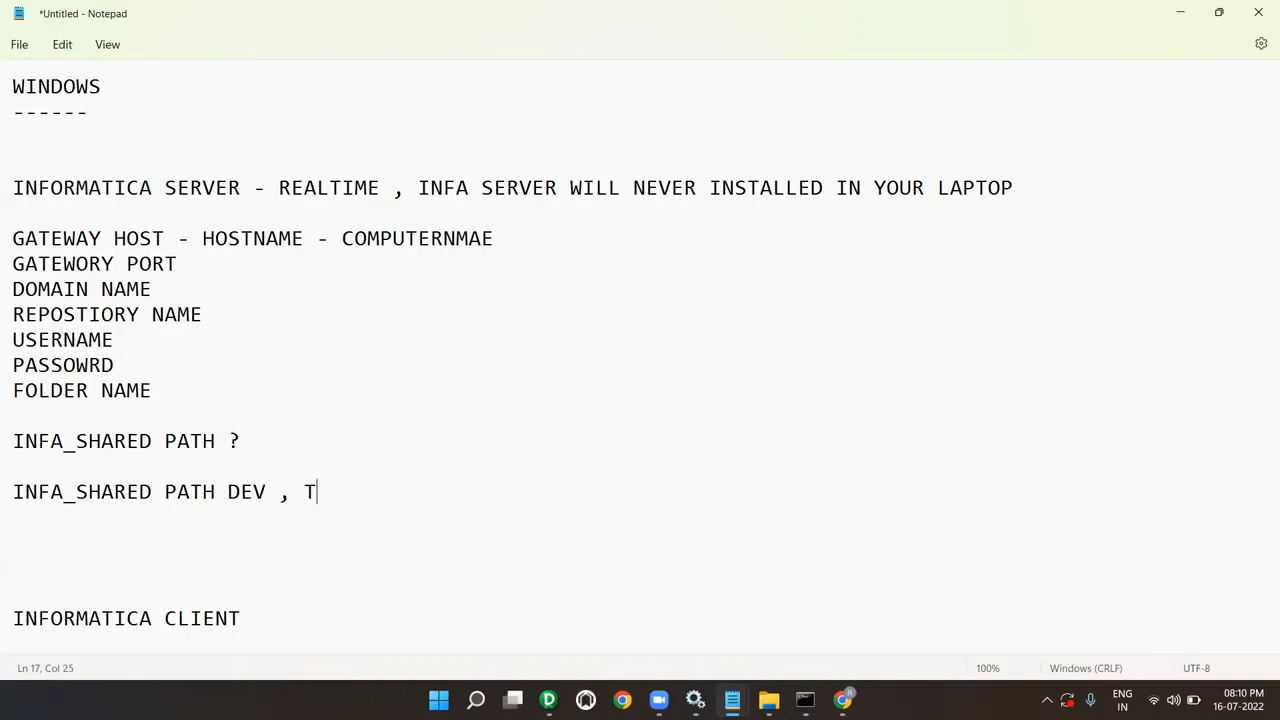 *Untitled - Notepad
File Edit View
WINDOWS
------
INFORMATICA SERVER - REALTIME , INFA SERVER WILL NEVER INSTALLED IN YOUR LAPTOP
GATEWAY HOST - HOSTNAME - COMPUTERNMAE
GATEWORY PORT
DOMAIN NAME
REPOSTIORY NAME
USERNAME
PASSOWRD
FOLDER NAME
INFA_SHARED PATH ?
INFA_SHARED PATH DEV , T
INFORMATICA CLIENT
Ln 17, Col 25 100% Windows (CRLF) UTF-8
ENG 08:10 PM
IN 16-07-2022